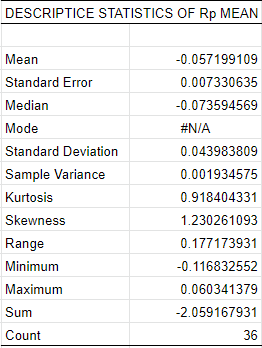 DESCRIPTICE STATISTICS OF Rp MEAN
Mean -0.057199109
Standard Error 0.007330635
Median -0.073594569
Mode #N/A
Standard Deviation 0.043983809
Sample Variance 0.001934575
Kurtosis 0.918404331
Skewness 1.230261093
Range 0.177173931
Minimum -0.116832552
Maximum 0.060341379
Sum -2.059167931
Count 36